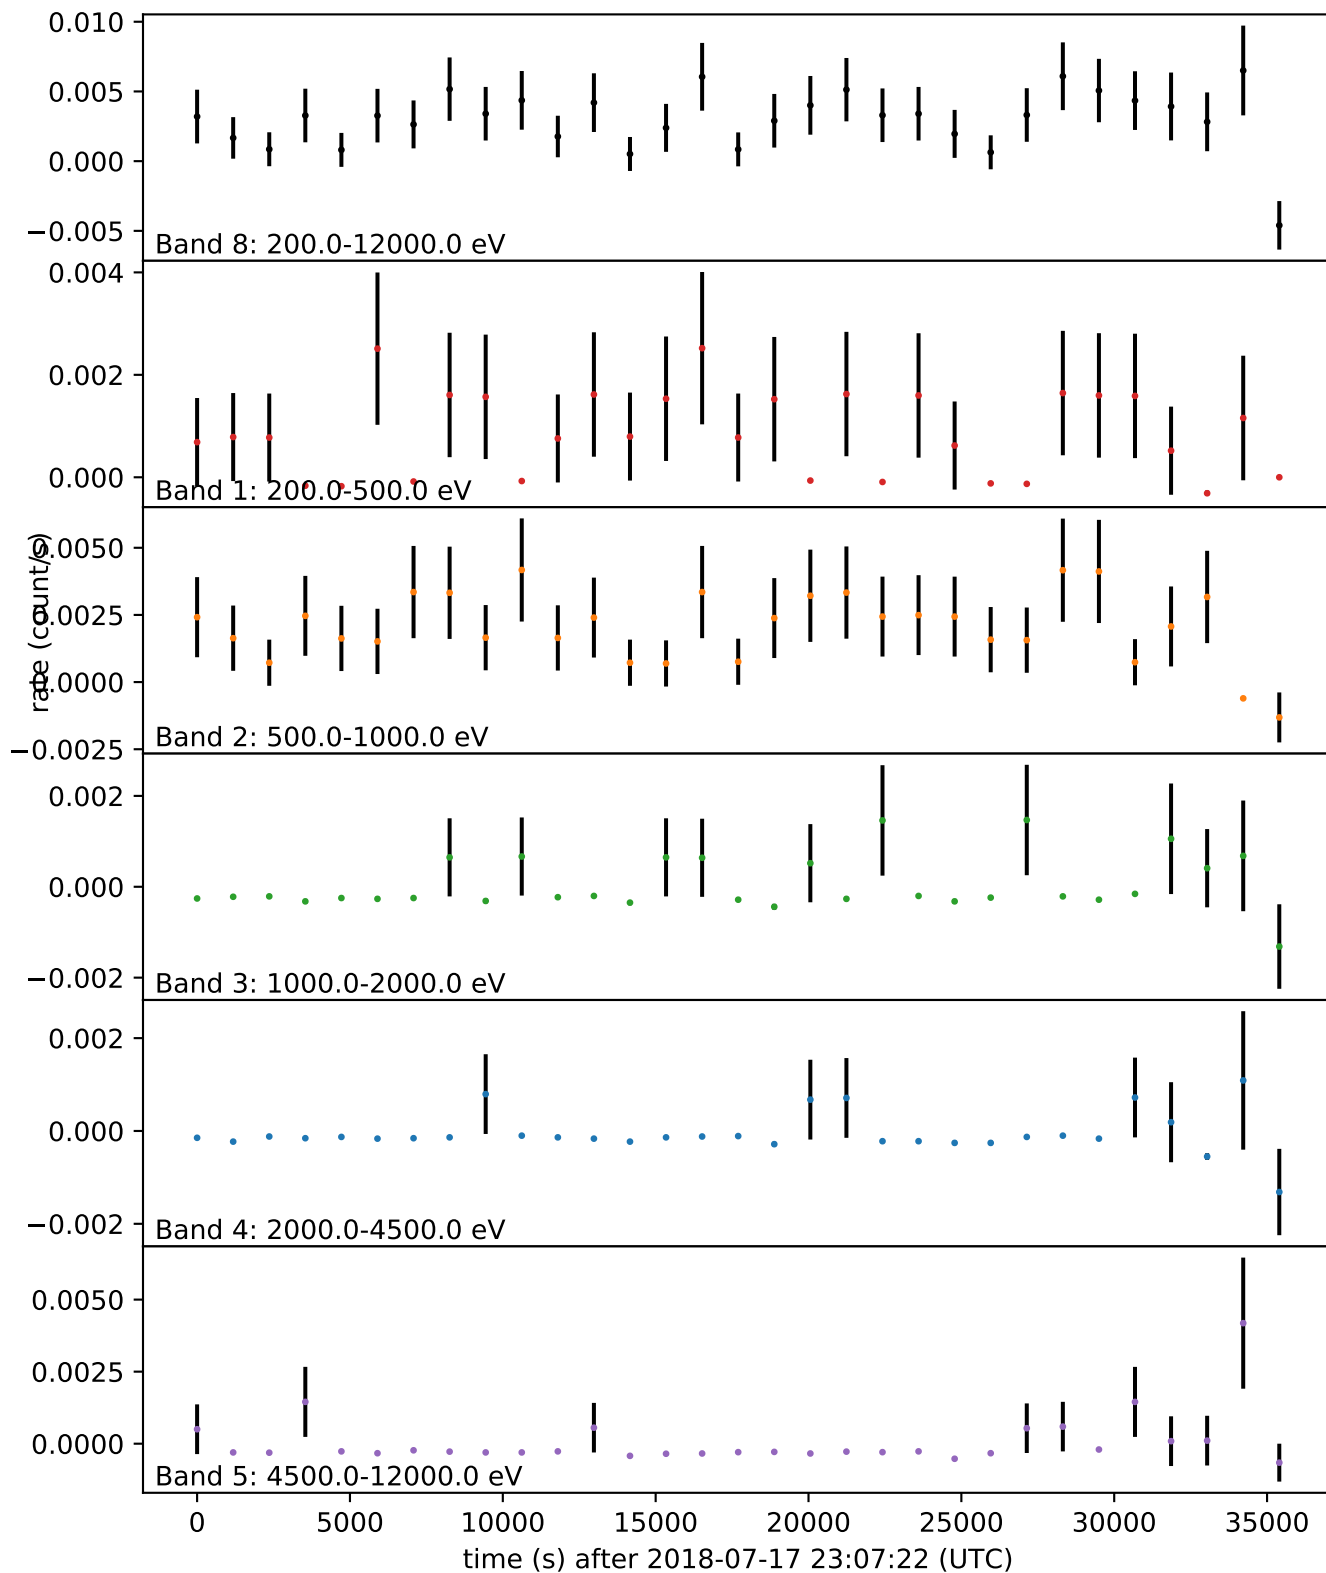 0.010
0.005
0.000
−0.005
Band 8: 200.0-12000.0 eV
0.004
0.002
0.000
Band 1: 200.0-500.0 eV
rate (count/s)
0.0050
0.0025
0.0000
−0.0025
Band 2: 500.0-1000.0 eV
0.002
0.000
−0.002
Band 3: 1000.0-2000.0 eV
0.002
0.000
−0.002
Band 4: 2000.0-4500.0 eV
0.0050
0.0025
0.0000
Band 5: 4500.0-12000.0 eV
0 5000 10000 15000 20000 25000 30000 35000
time (s) after 2018-07-17 23:07:22 (UTC)